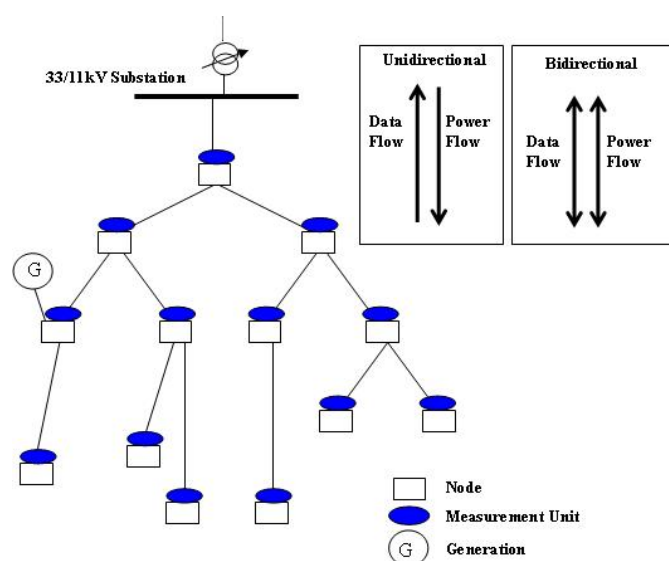 33/11kV Substation
Unidirectional
Data
Flow
Power
Flow
Bidirectional
Data
Flow
Power
Flow
G
Node
Measurement Unit
G
Generation